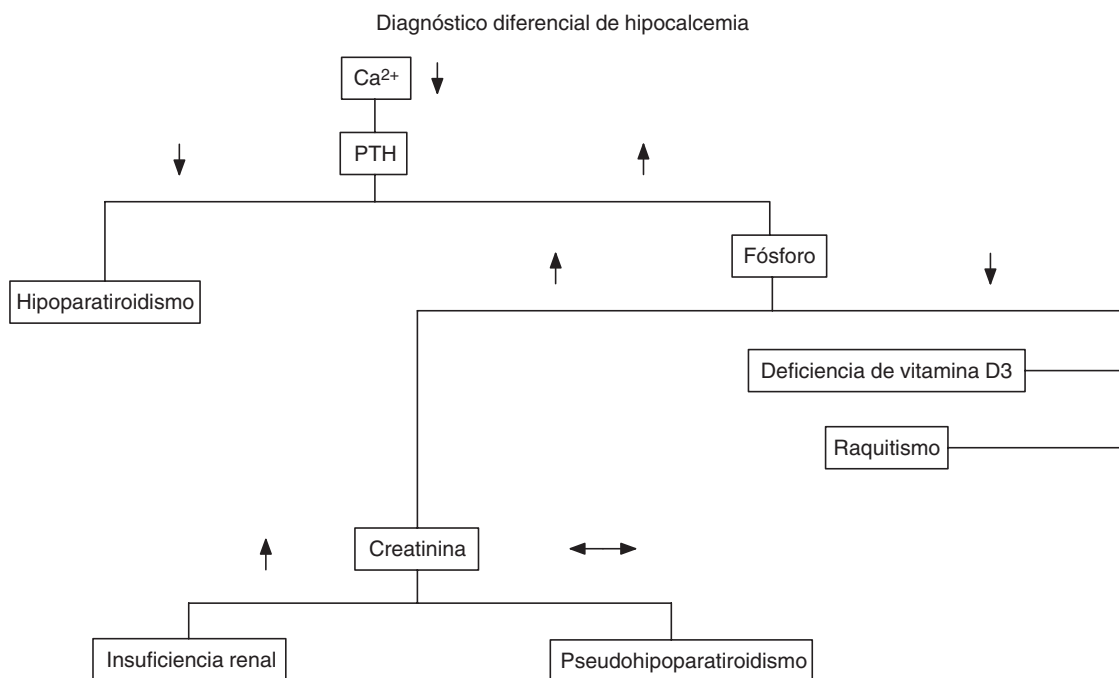 Diagnóstico diferencial de hipocalcemia
Ca²⁺
PTH
Fósforo
Hipoparatiroidismo
Deficiencia de vitamina D3
Raquitismo
Creatinina
Insuficiencia renal
Pseudohipoparatiroidismo